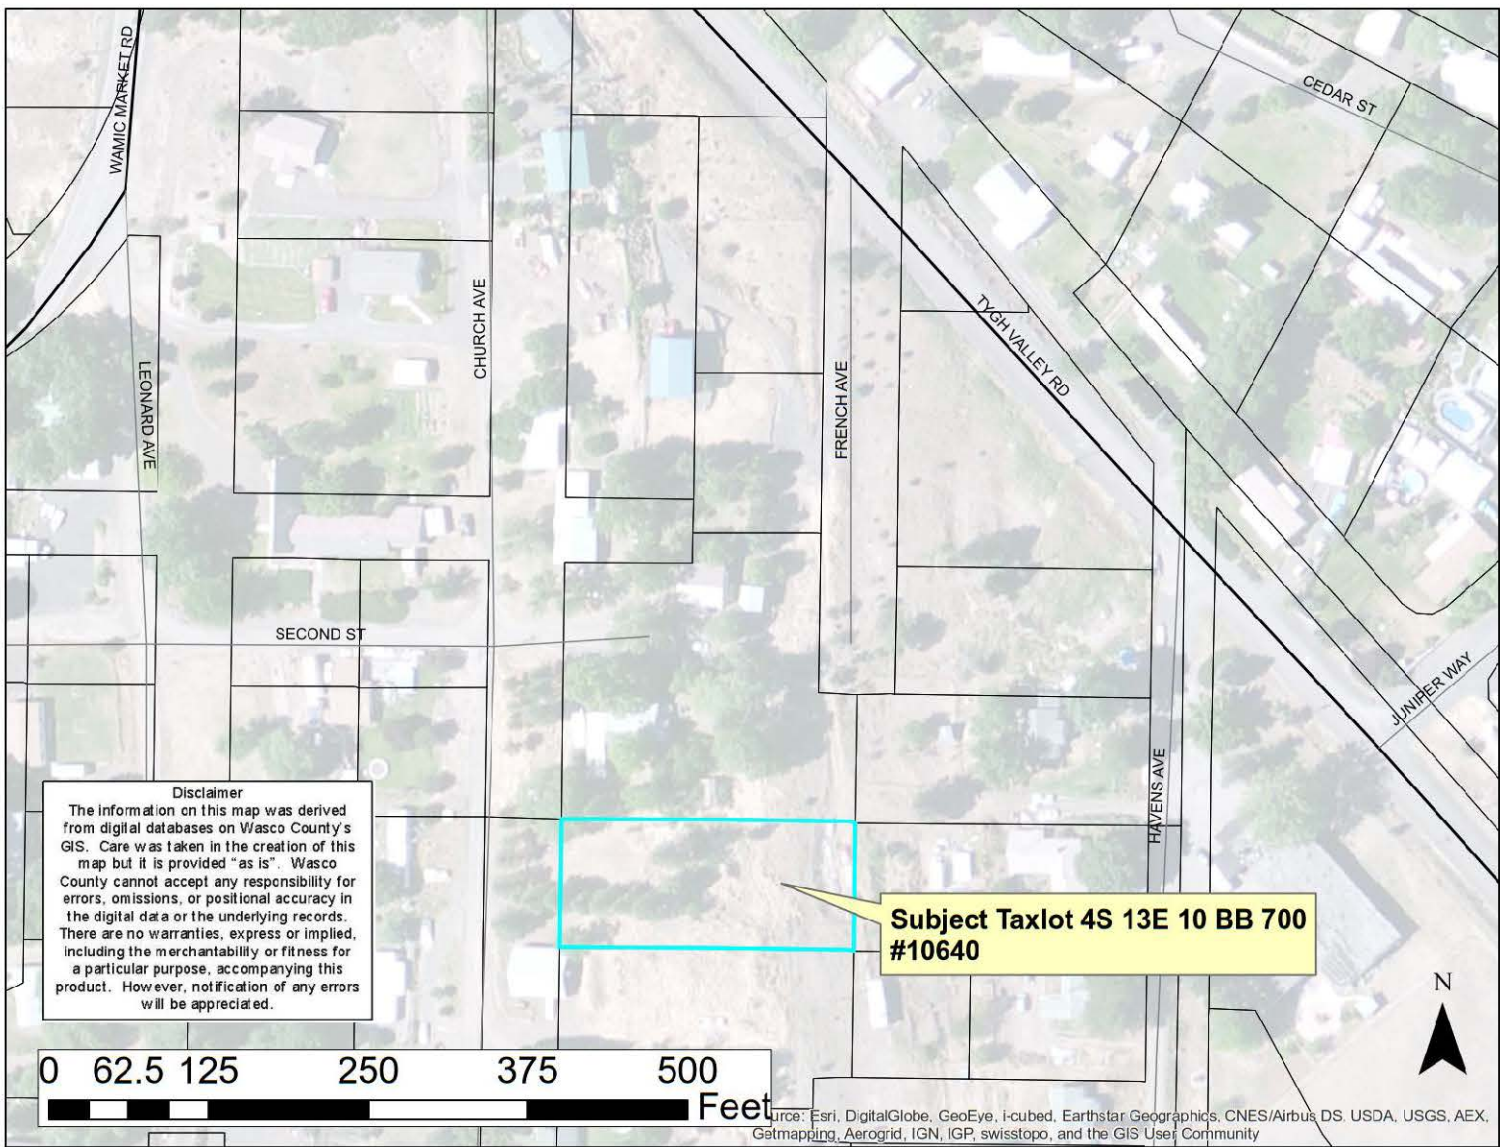 WAMIC MARKET RD
CEDAR ST
CHURCH AVE
TYGH VALLEY RD
LEONARD AVE
FRENCH AVE
SECOND ST
JUNIPER WAY
HAVENS AVE
Disclaimer
The information on this map was derived
from digital databases on Wasco County's
GIS. Care was taken in the creation of this
map but it is provided "as is". Wasco
County cannot accept any responsibility for
errors, omissions, or positional accuracy in
the digital data or the underlying records.
There are no warranties, express or implied,
including the merchantability or fitness for
a particular purpose, accompanying this
product. However, notification of any errors
will be appreciated.
Subject Taxlot 4S 13E 10 BB 700
#10640
N
0 62.5 125 250 375 500
Feet
urce: Esri, DigitalGlobe, GeoEye, i-cubed, Earthstar Geographics, CNES/Airbus DS, USDA, USGS, AEX,
Getmapping, Aerogrid, IGN, IGP, swisstopo, and the GIS User Community